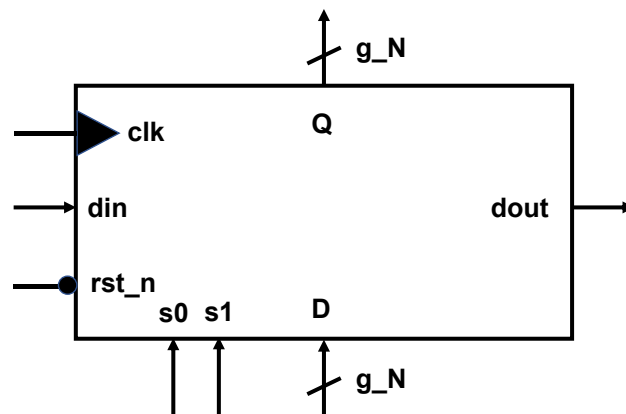 g_N
Q
clk
din
dout
rst_n
s0 s1
D
g_N